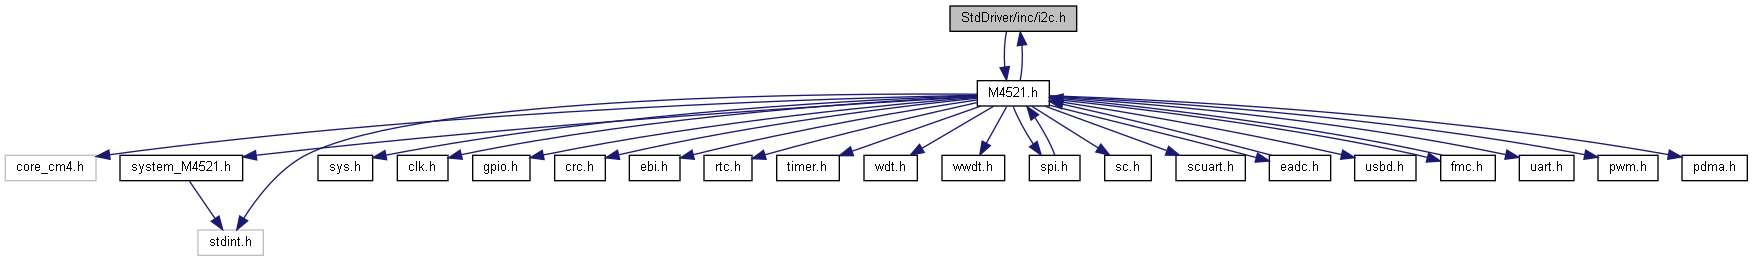 StdDriver/inc/i2c.h
M4521.h
core_cm4.h
system_M4521.h
sys.h
clk.h
gpio.h
crc.h
ebi.h
rtc.h
timer.h
wdt.h
wwdt.h
spi.h
sc.h
scuart.h
eadc.h
usbd.h
fmc.h
uart.h
pwm.h
pdma.h
stdint.h